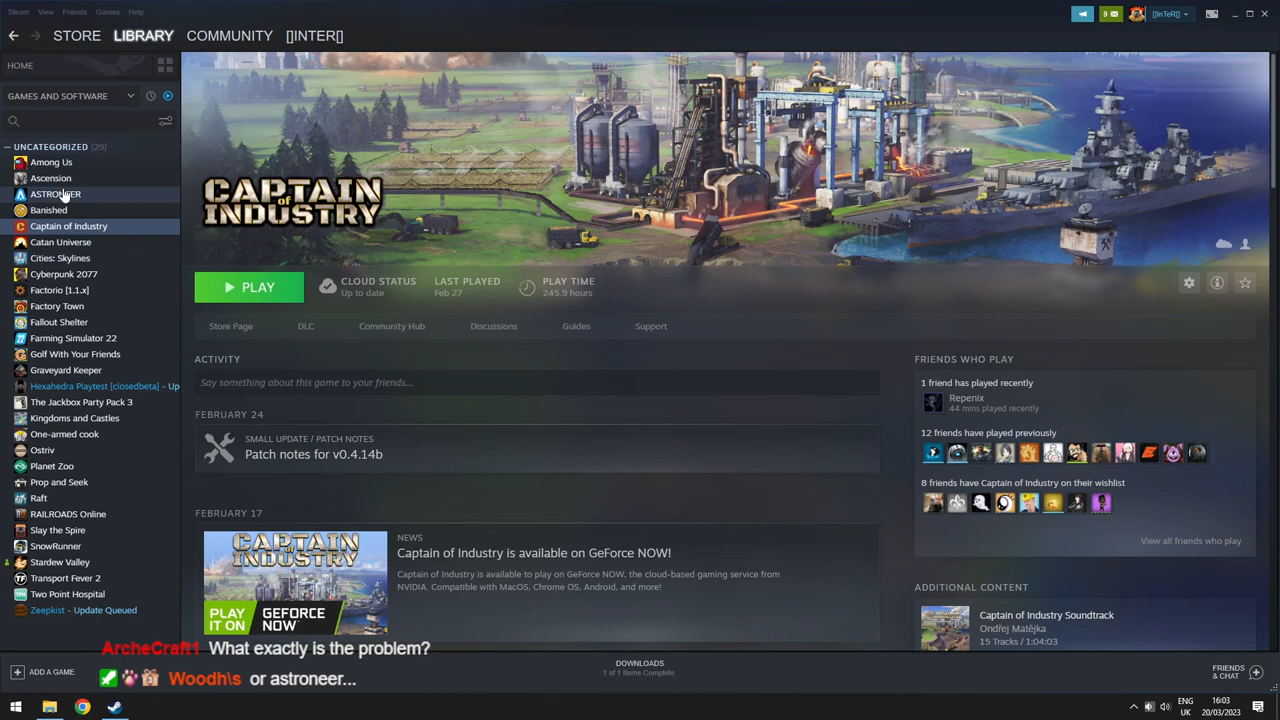 Steam View Friends Games Help
9
[]InTeR[]
STORE LIBRARY COMMUNITY []INTER[]
HOME
GAMES AND SOFTWARE
UNCATEGORIZED (29)
Among Us
Ascension
ASTRONEER
Banished
Captain of Industry
Catan Universe
Cities: Skylines
Cyberpunk 2077
Factorio [1.1.x]
Factory Town
Fallout Shelter
Farming Simulator 22
Golf With Your Friends
Graveyard Keeper
Hexahedra Playtest [closedbeta] - Up
The Jackbox Party Pack 3
Kingdoms and Castles
One-armed cook
Ostriv
Planet Zoo
Prop and Seek
Raft
RAILROADS Online
Slay the Spire
SnowRunner
Stardew Valley
Transport Fever 2
Two Point Hospital
Zeepkist - Update Queued
CAPTAIN
of
INDUSTRY
PLAY
CLOUD STATUS
Up to date
LAST PLAYED
Feb 27
PLAY TIME
245.9 hours
Store Page DLC Community Hub Discussions Guides Support
ACTIVITY
Say something about this game to your friends...
FEBRUARY 24
SMALL UPDATE / PATCH NOTES
Patch notes for v0.4.14b
FEBRUARY 17
CAPTAIN
of
INDUSTRY
PLAY
IT ON
GEFORCE
NOW
NEWS
Captain of Industry is available on GeForce NOW!
Captain of Industry is available to play on GeForce NOW, the cloud-based gaming service from
NVIDIA. Compatible with MacOS, Chrome OS, Android, and more!
FRIENDS WHO PLAY
1 friend has played recently
Repenix
44 mins played recently
12 friends have played previously
8 friends have Captain of Industry on their wishlist
View all friends who play
ADDITIONAL CONTENT
Captain of Industry Soundtrack
Ondřej Matějka
15 Tracks / 1:04:03
ArcheCraft1 What exactly is the problem?
Woodh\s or astroneer...
ADD A GAME
DOWNLOADS
1 of 1 Items Complete
FRIENDS
& CHAT
ENG
UK
16:03
20/03/2023